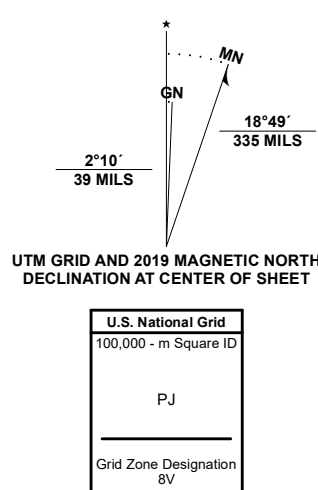 ★
MN
GN
18°49´
335 MILS
2°10´
39 MILS
UTM GRID AND 2019 MAGNETIC NORTH
DECLINATION AT CENTER OF SHEET
U.S. National Grid
100,000 - m Square ID
PJ
Grid Zone Designation
8V